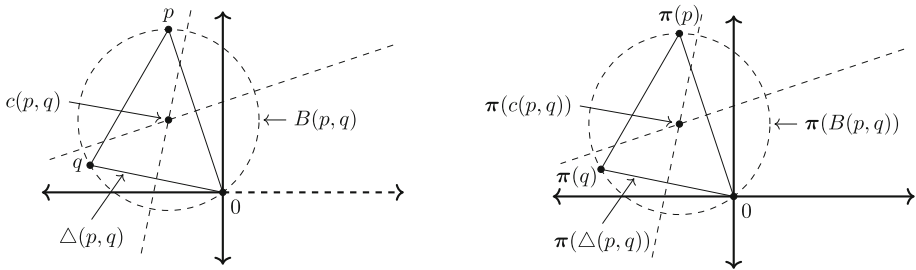 p
c(p, q)
B(p, q)
q
0
△(p, q)
π(p)
π(c(p, q))
π(B(p, q))
π(q)
0
π(△(p, q))